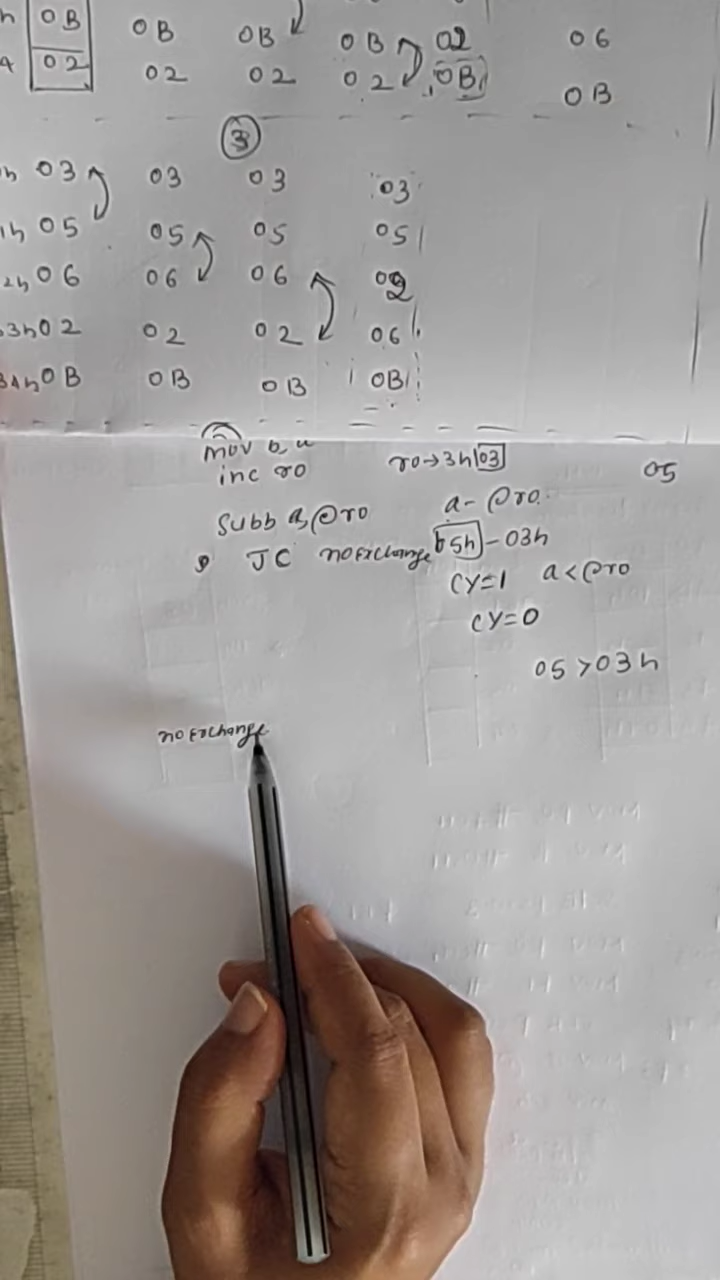 0B 0B 0B 0B 02 06
02 02 02 02 0B 0B
3
03 03 03 03
05 05 05 05
06 06 06
3h 02 02 02 06
0B 0B 0B 0B
mov b, a
inc r0 r0→34h 03 05
Subb a, @r0 a-@r0
JC noexchange 05h - 03h
CY=1 a<@r0
CY=0
05 > 03h
noexchange